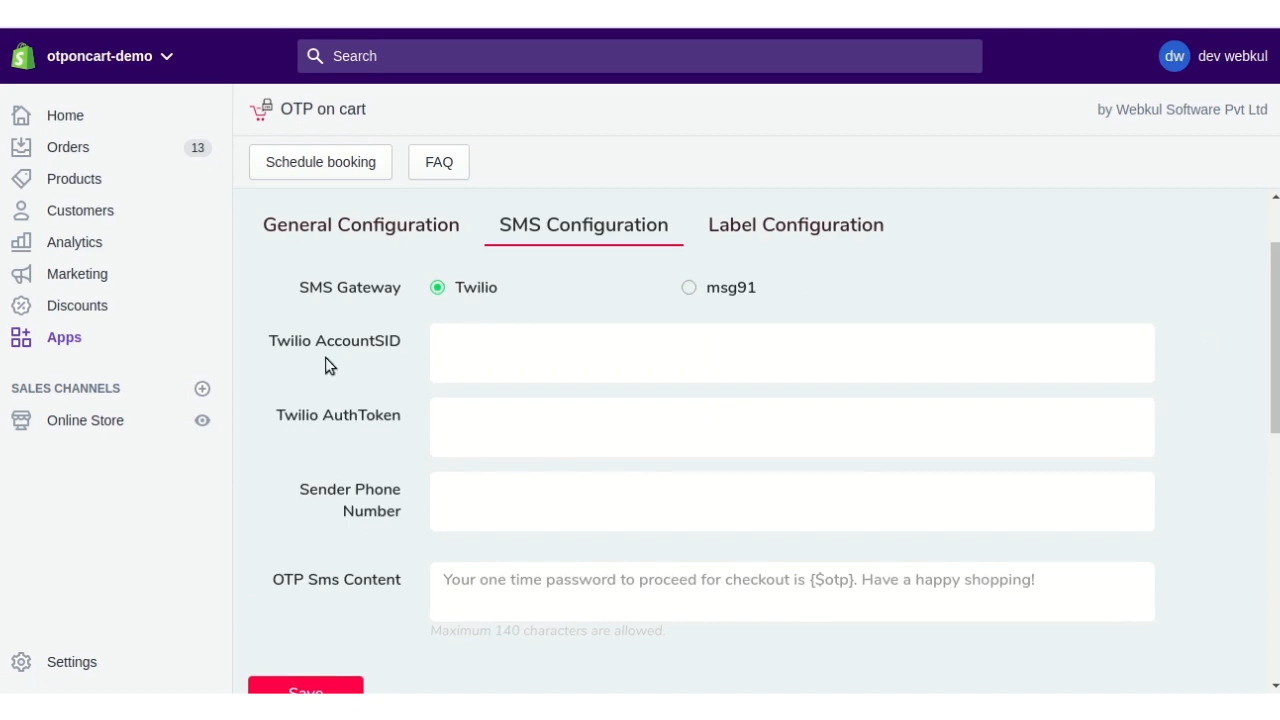 otponcart-demo
Search
dw dev webkul
Home
Orders 13
Products
Customers
Analytics
Marketing
Discounts
Apps
SALES CHANNELS
Online Store
Settings
OTP on cart
by Webkul Software Pvt Ltd
Schedule booking
FAQ
General Configuration
SMS Configuration
Label Configuration
SMS Gateway
Twilio
msg91
Twilio AccountSID
Twilio AuthToken
Sender Phone
Number
OTP Sms Content
Your one time password to proceed for checkout is {$otp}. Have a happy shopping!
Maximum 140 characters are allowed.
Save